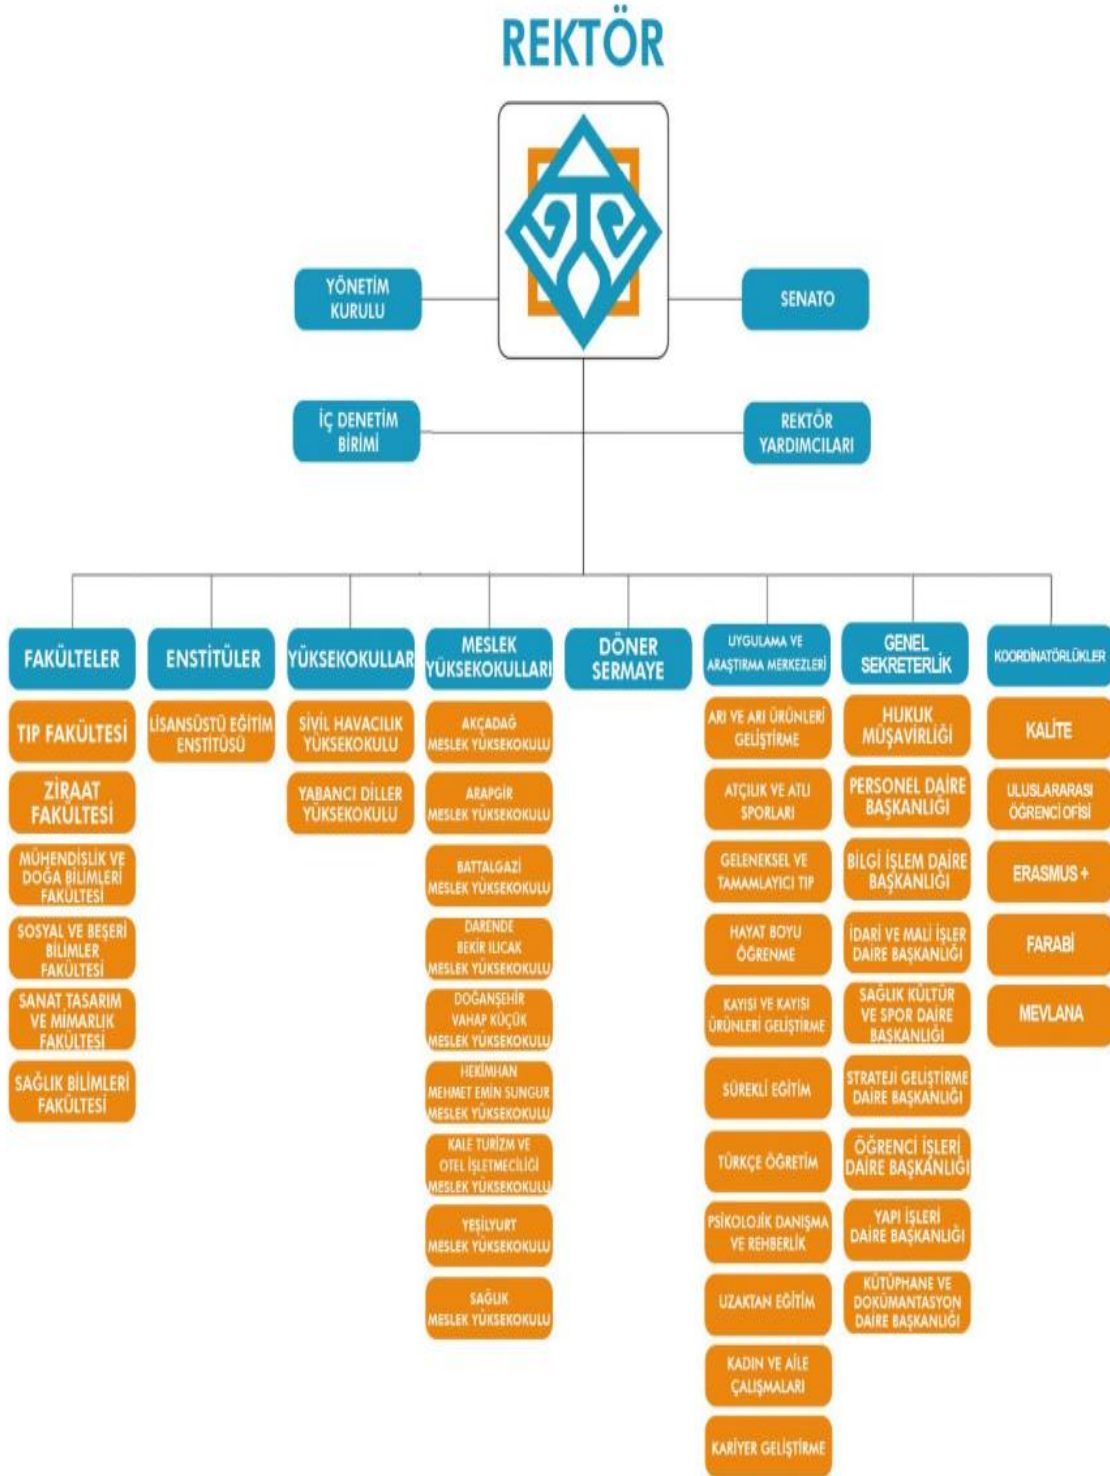 REKTÖR
YÖNETİM
KURULU
SENATO
İÇ DENETİM
BİRİMİ
REKTÖR
YARDIMCILARI
FAKÜLTELER
TIP FAKÜLTESİ
ZİRAAT
FAKÜLTESİ
MÜHENDİSLİK VE
DOĞA BİLİMLERİ
FAKÜLTESİ
SOSYAL VE BEŞERİ
BİLİMLER
FAKÜLTESİ
SANAT TASARIM
VE MİMARLIK
FAKÜLTESİ
SAĞLIK BİLİMLERİ
FAKÜLTESİ
ENSTİTÜLER
LİSANSÜSTÜ EĞİTİM
ENSTİTÜSÜ
YÜKSEKOKULLAR
SİVİL HAVACILIK
YÜKSEKOKULU
YABANCI DİLLER
YÜKSEKOKULU
MESLEK
YÜKSEKOKULLARI
AKÇADAĞ
MESLEK YÜKSEKOKULU
ARAPGİR
MESLEK YÜKSEKOKULU
BATTALGAZİ
MESLEK YÜKSEKOKULU
DARENDE
BEKİR ILICAK
MESLEK YÜKSEKOKULU
DOĞANŞEHİR
VAHAP KÜÇÜK
MESLEK YÜKSEKOKULU
HEKİMHAN
MEHMET EMİN SUNGUR
MESLEK YÜKSEKOKULU
KALE TURİZM VE
OTEL İŞLETMECİLİĞİ
MESLEK YÜKSEKOKULU
YEŞİLYURT
MESLEK YÜKSEKOKULU
SAĞLIK
MESLEK YÜKSEKOKULU
DÖNER
SERMAYE
UYGULAMA VE
ARAŞTIRMA MERKEZLERİ
ARI VE ARI ÜRÜNLERİ
GELİŞTİRME
ATÇILIK VE ATLI
SPORLARI
GELENEKSEL VE
TAMAMLAYICI TIP
HAYAT BOYU
ÖĞRENME
KAYISI VE KAYISI
ÜRÜNLERİ GELİŞTİRME
SÜREKLİ EĞİTİM
TÜRKÇE ÖĞRETİM
PSİKOLOJİK DANIŞMA
VE REHBERLİK
UZAKTAN EĞİTİM
KADIN VE AİLE
ÇALIŞMALARI
KARİYER GELİŞTİRME
GENEL
SEKRETERLİK
HUKUK
MÜŞAVİRLİĞİ
PERSONEL DAİRE
BAŞKANLIĞI
BİLGİ İŞLEM DAİRE
BAŞKANLIĞI
İDARİ VE MALİ İŞLER
DAİRE BAŞKANLIĞI
SAĞLIK KÜLTÜR
VE SPOR DAİRE
BAŞKANLIĞI
STRATEJİ GELİŞTİRME
DAİRE BAŞKANLIĞI
ÖĞRENCİ İŞLERİ
DAİRE BAŞKANLIĞI
YAPI İŞLERİ
DAİRE BAŞKANLIĞI
KÜTÜPHANE VE
DOKÜMANTASYON
DAİRE BAŞKANLIĞI
KOORDİNATÖRLÜKLER
KALİTE
ULUSLARARASI
ÖĞRENCİ OFİSİ
ERASMUS +
FARABİ
MEVLANA